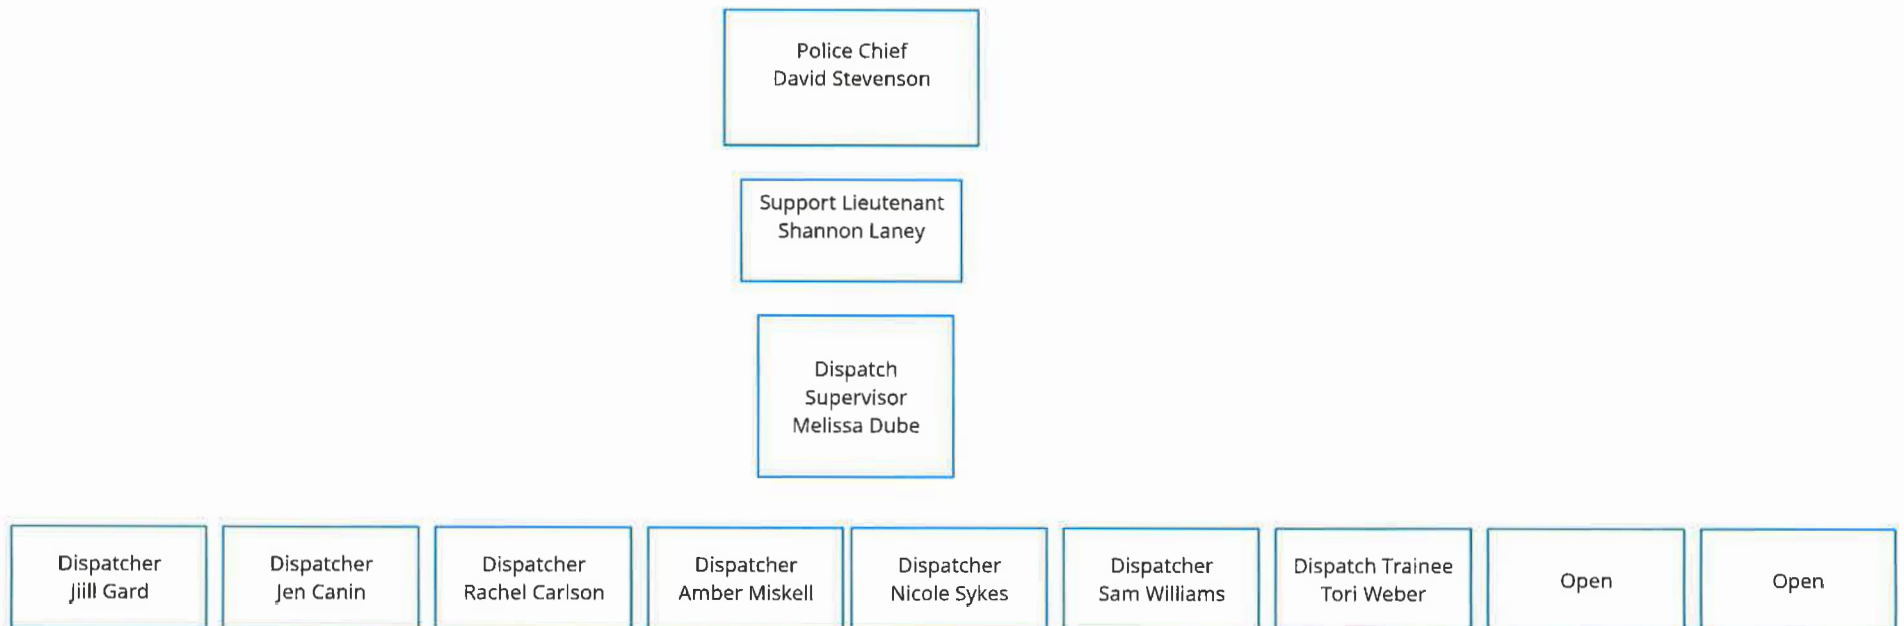 Police Chief
David Stevenson
Support Lieutenant
Shannon Laney
Dispatch
Supervisor
Melissa Dube
Dispatcher
Jiill Gard
Dispatcher
Jen Canin
Dispatcher
Rachel Carlson
Dispatcher
Amber Miskell
Dispatcher
Nicole Sykes
Dispatcher
Sam Williams
Dispatch Trainee
Tori Weber
Open
Open